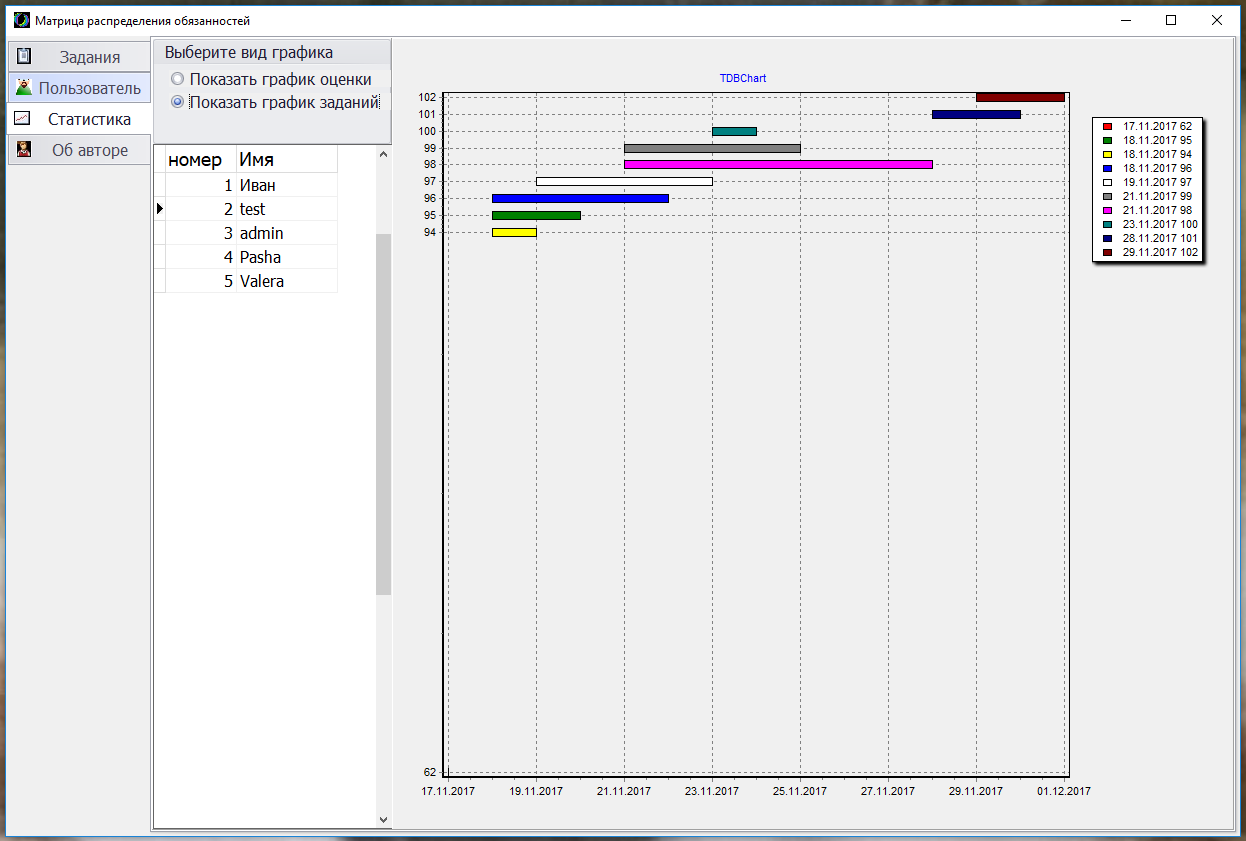 Матрица распределения обязанностей
Задания
Пользователь
Статистика
Об авторе
Выберите вид графика
Показать график оценки
Показать график заданий
номер Имя
1 Иван
2 test
3 admin
4 Pasha
5 Valera
TDBChart
102
101
100
99
98
97
96
95
94
62
17.11.2017 19.11.2017 21.11.2017 23.11.2017 25.11.2017 27.11.2017 29.11.2017 01.12.2017
17.11.2017 62
18.11.2017 95
18.11.2017 94
18.11.2017 96
19.11.2017 97
21.11.2017 99
21.11.2017 98
23.11.2017 100
28.11.2017 101
29.11.2017 102